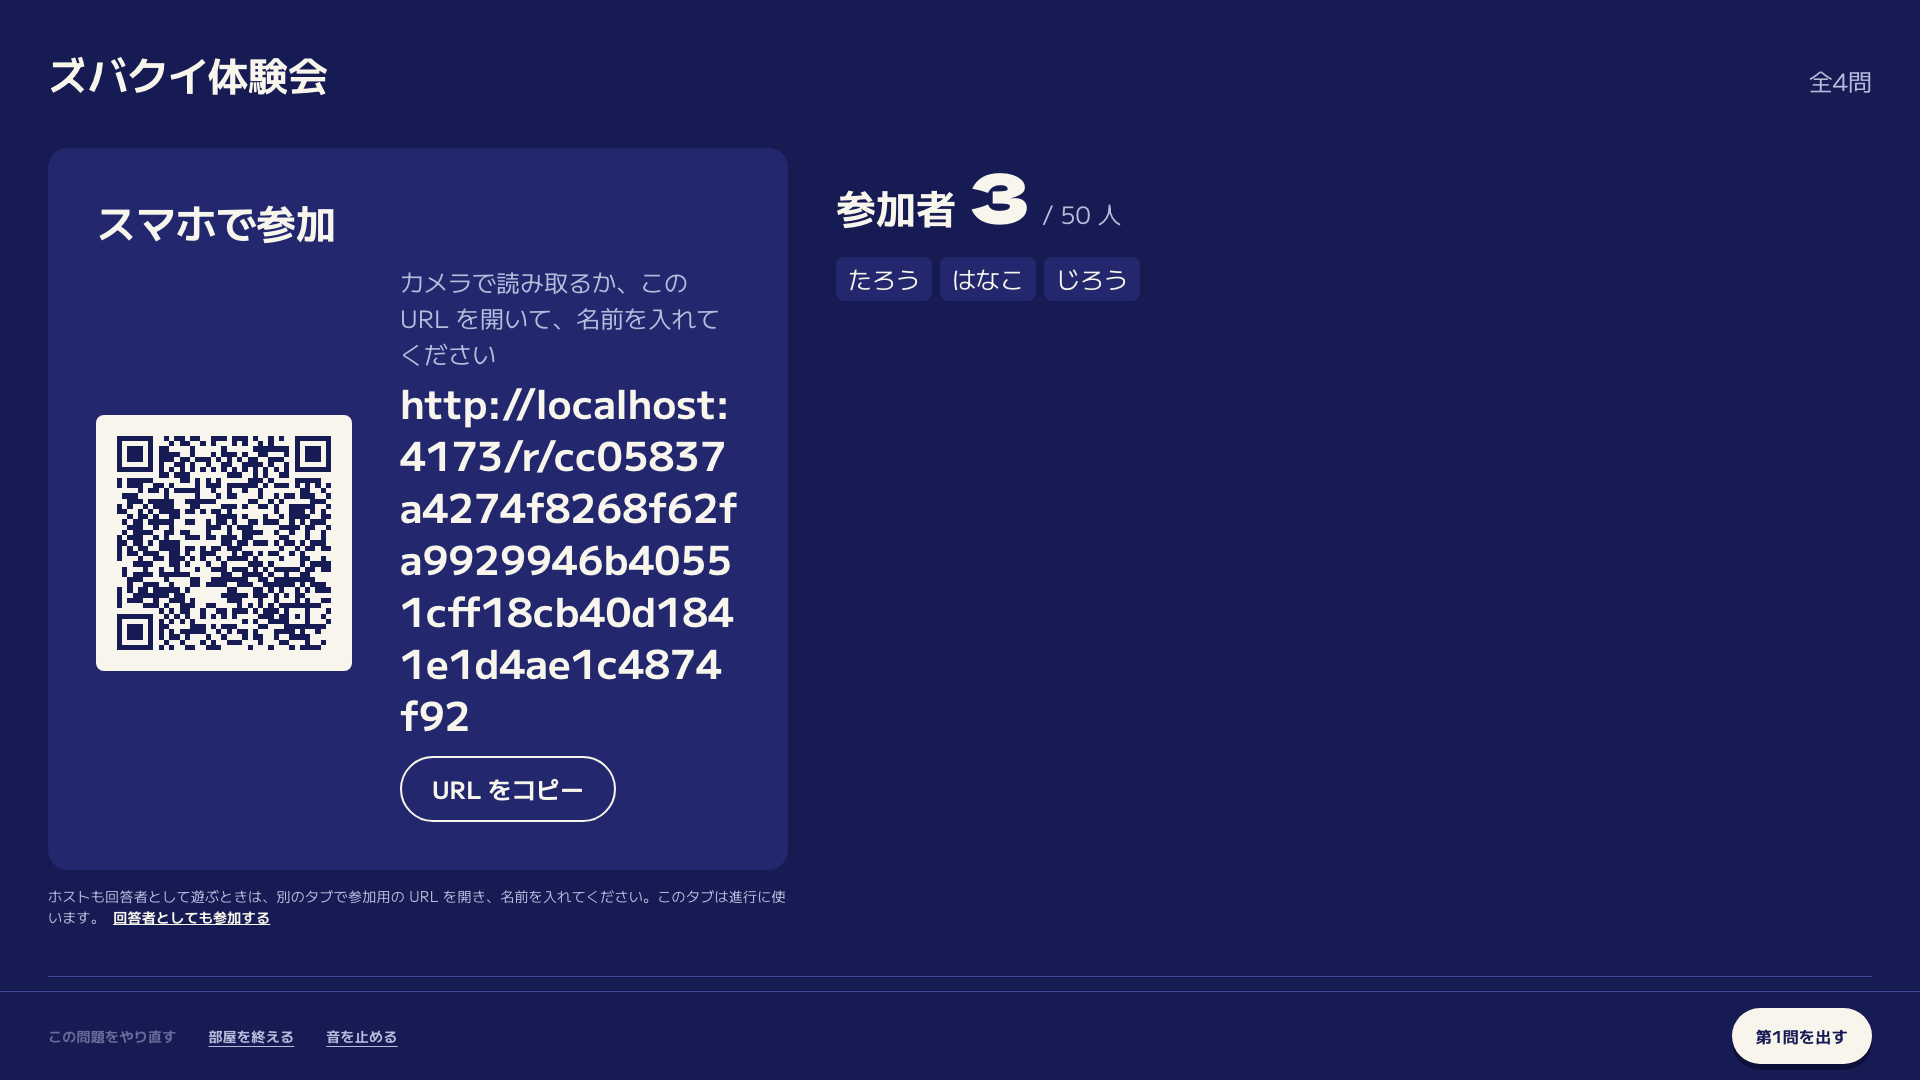 ズバクイ体験会
全4問
スマホで参加
カメラで読み取るか、この
URL を開いて、名前を入れて
ください
http://localhost:
4173/r/cc05837
a4274f8268f62f
a9929946b4055
1cff18cb40d184
1e1d4ae1c4874
f92
URL をコピー
参加者 3 / 50 人
たろう はなこ じろう
ホストも回答者として遊ぶときは、別のタブで参加用の URL を開き、名前を入れてください。このタブは進行に使
います。 回答者としても参加する
この問題をやり直す 部屋を終える 音を止める
第1問を出す